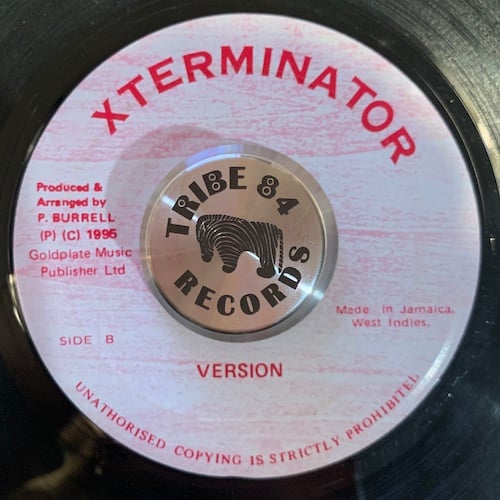 XTERMINATOR
Produced &
Arranged by
P. BURRELL
(P) (C) 1995
Goldplate Music
Publisher Ltd
TRIBE 84
RECORDS
Made in Jamaica.
West Indies.
SIDE B
VERSION
UNATHORISED COPYING IS STRICTLY PROHIBITED